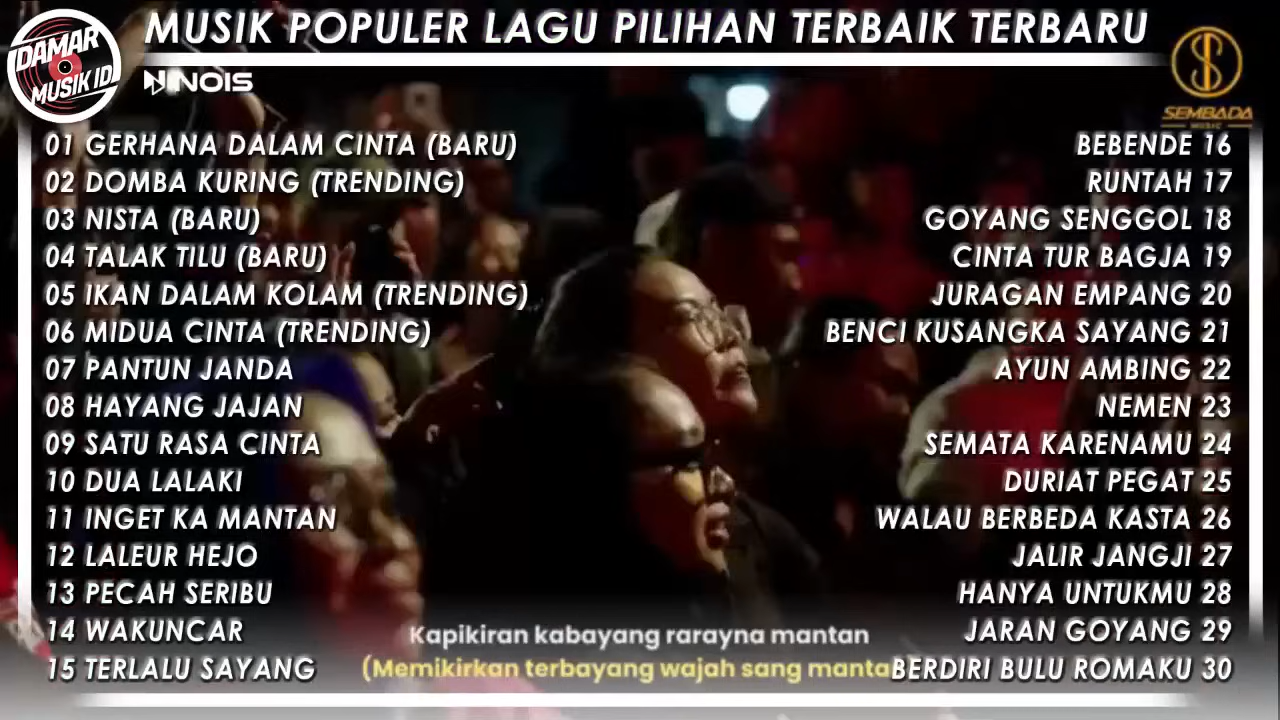 MUSIK POPULER LAGU PILIHAN TERBAIK TERBARU
DAMAR
MUSIK ID
NOIS
SEMBADA
MUSIC
01 GERHANA DALAM CINTA (BARU)
02 DOMBA KURING (TRENDING)
03 NISTA (BARU)
04 TALAK TILU (BARU)
05 IKAN DALAM KOLAM (TRENDING)
06 MIDUA CINTA (TRENDING)
07 PANTUN JANDA
08 HAYANG JAJAN
09 SATU RASA CINTA
10 DUA LALAKI
11 INGET KA MANTAN
12 LALEUR HEJO
13 PECAH SERIBU
14 WAKUNCAR
15 TERLALU SAYANG
BEBENDE 16
RUNTAH 17
GOYANG SENGGOL 18
CINTA TUR BAGJA 19
JURAGAN EMPANG 20
BENCI KUSANGKA SAYANG 21
AYUN AMBING 22
NEMEN 23
SEMATA KARENAMU 24
DURIAT PEGAT 25
WALAU BERBEDA KASTA 26
JALIR JANGJI 27
HANYA UNTUKMU 28
JARAN GOYANG 29
BERDIRI BULU ROMAKU 30
Kapikiran kabayang rarayna mantan
(Memikirkan terbayang wajah sang manta